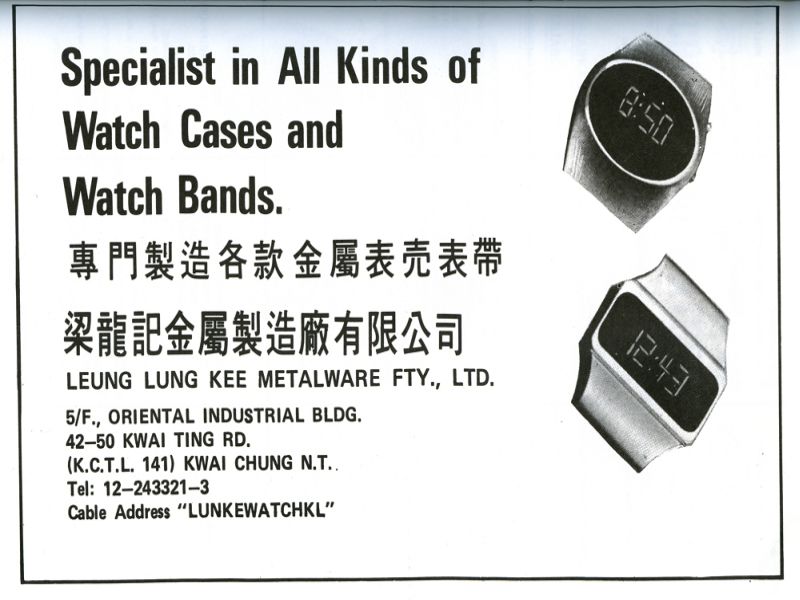 Specialist in All Kinds of
Watch Cases and
Watch Bands.
專門製造各款金屬表壳表帶
梁龍記金屬製造廠有限公司
LEUNG LUNG KEE METALWARE FTY., LTD.
5/F., ORIENTAL INDUSTRIAL BLDG.
42–50 KWAI TING RD.
(K.C.T.L. 141) KWAI CHUNG N.T.
Tel: 12–243321–3
Cable Address "LUNKEWATCHKL"
8:50
12:43